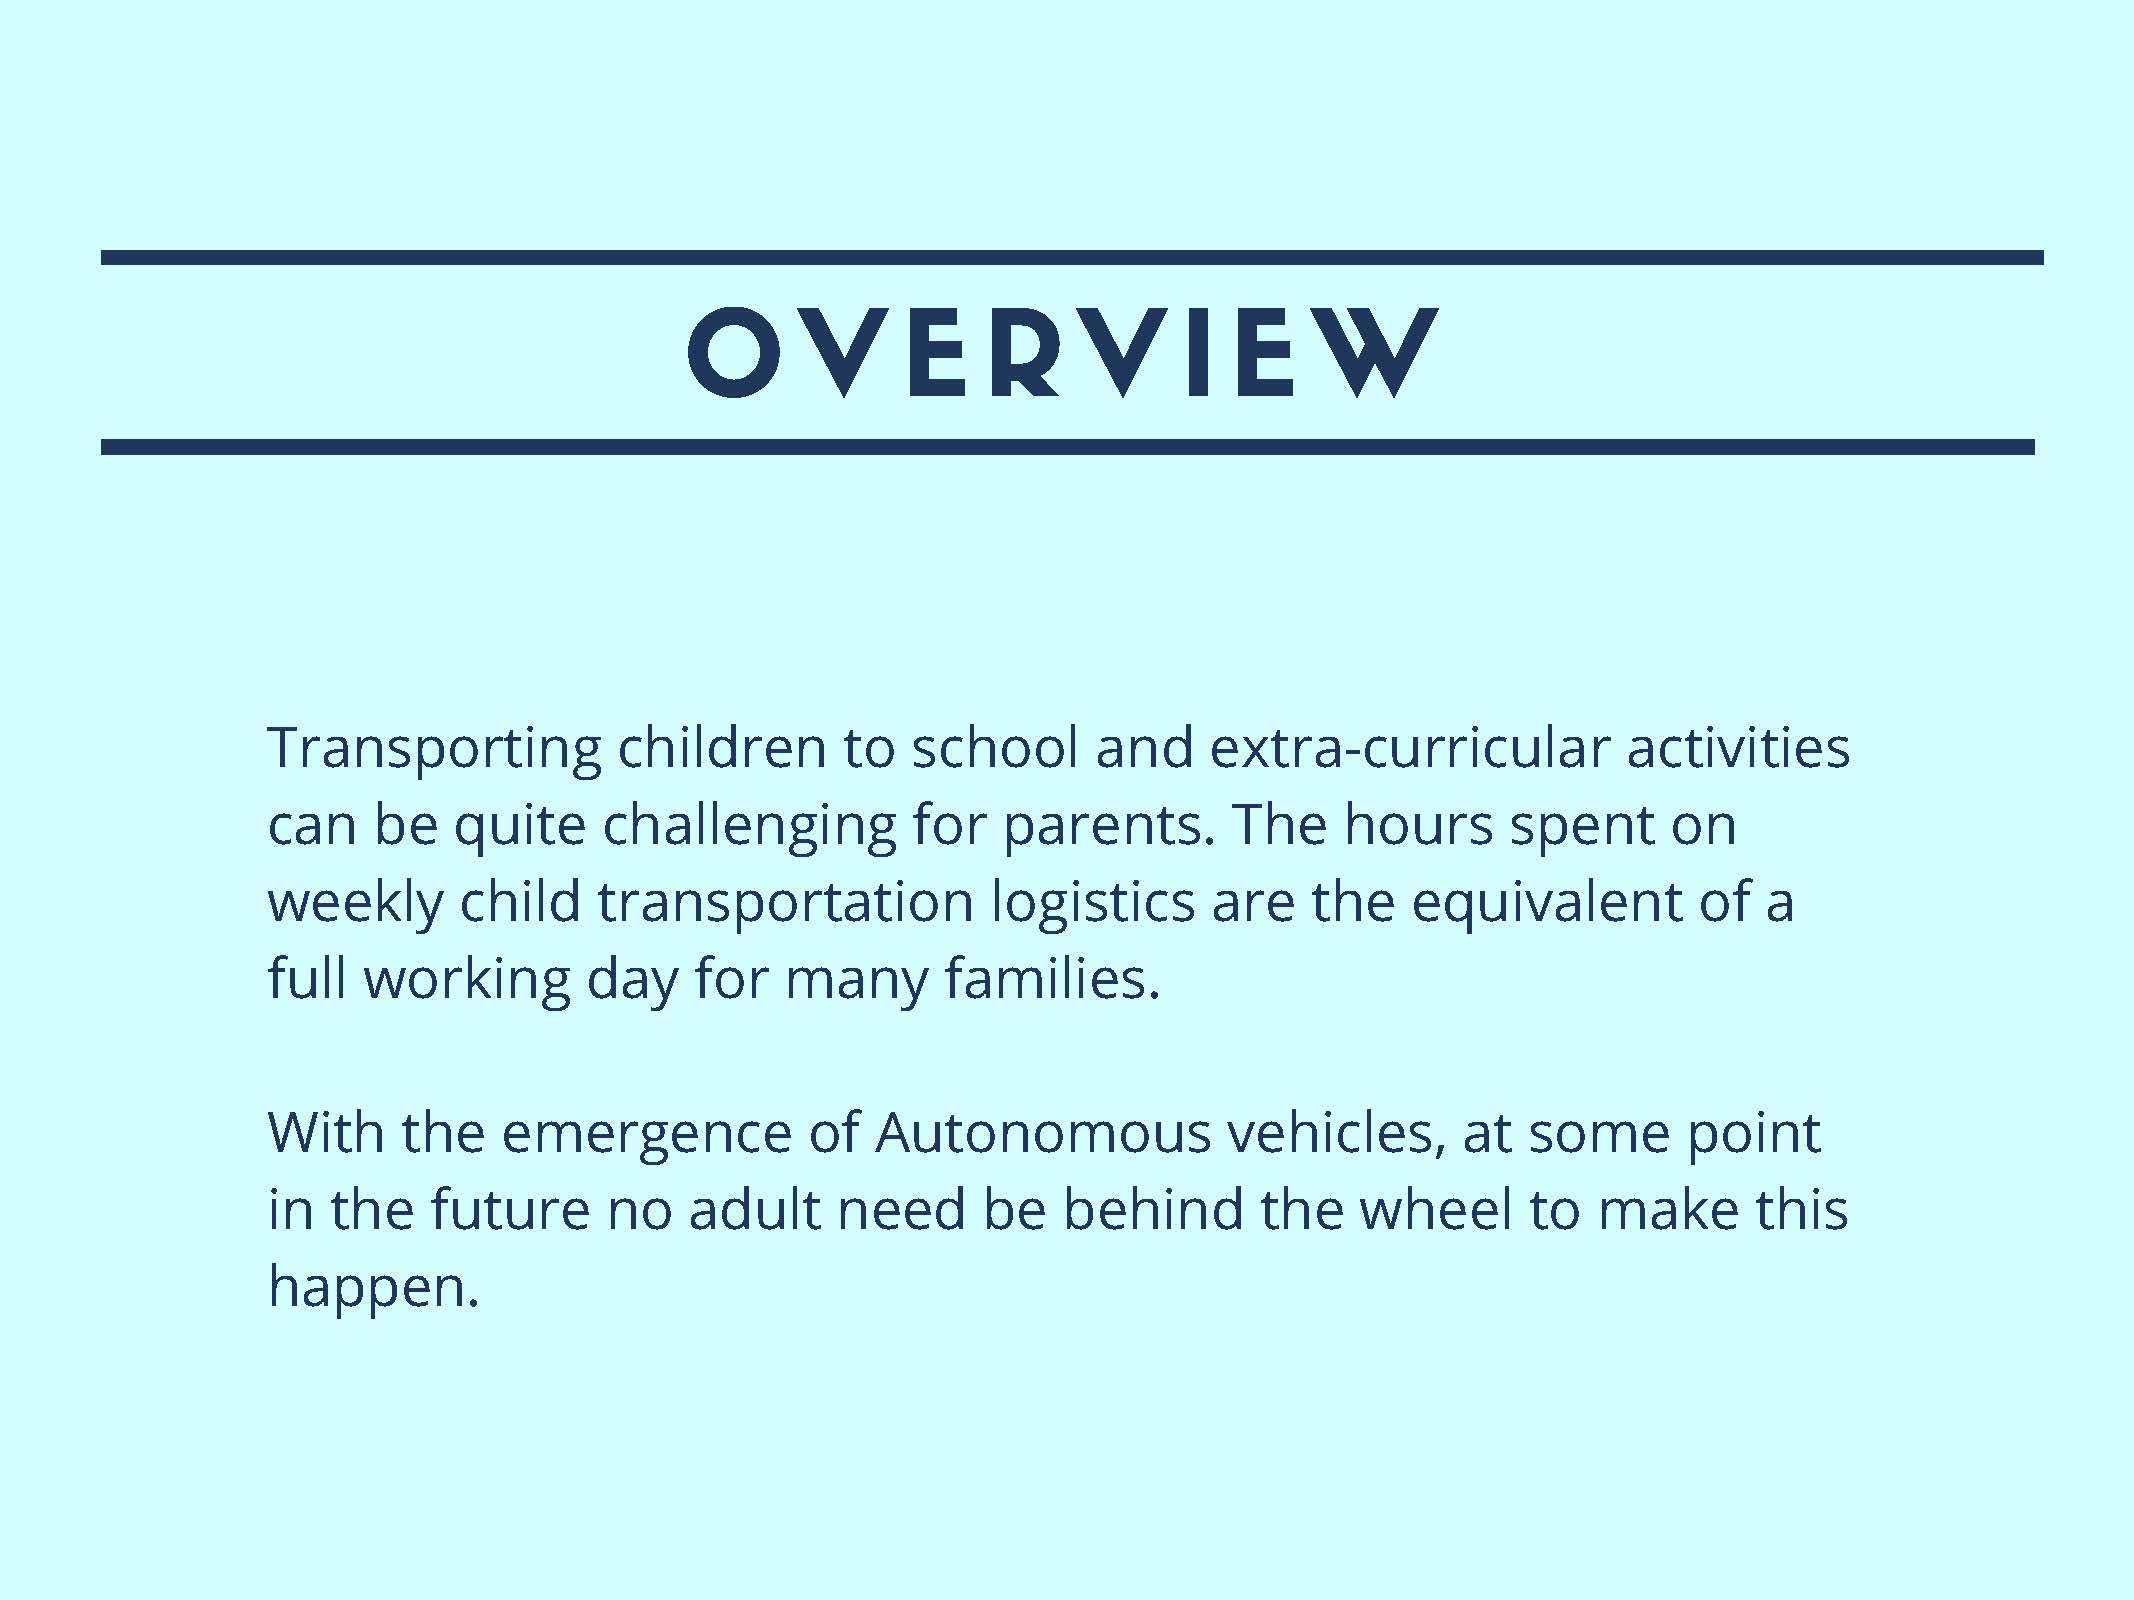 OVERVIEW
Transporting children to school and extra-curricular activities
can be quite challenging for parents. The hours spent on
weekly child transportation logistics are the equivalent of a
full working day for many families.
With the emergence of Autonomous vehicles, at some point
in the future no adult need be behind the wheel to make this
happen.